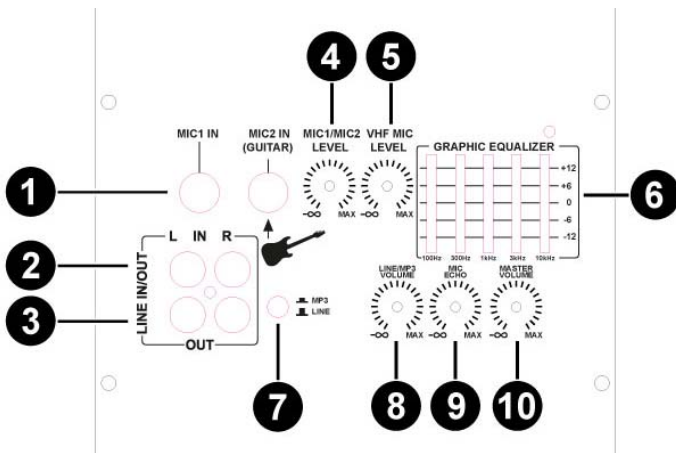 4 5
MIC1 IN
MIC2 IN
(GUITAR)
MIC1/MIC2
LEVEL
VHF MIC
LEVEL
GRAPHIC EQUALIZER
+12
+6
0
-6
-12
100Hz 300Hz 1kHz 3kHz 10kHz
-∞ MAX
-∞ MAX
1
6
L IN R
2
LINE IN/OUT
3
OUT
MP3
LINE
LINE/MP3
VOLUME
MIC
ECHO
MASTER
VOLUME
-∞ MAX
-∞ MAX
-∞ MAX
7 8 9 10